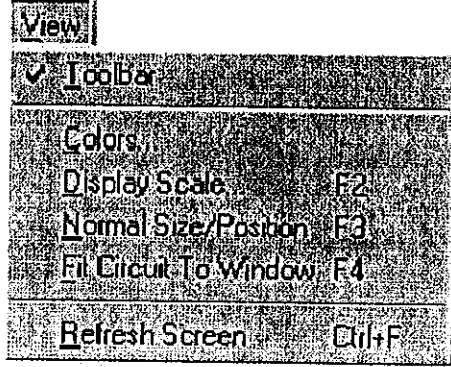 View
✓ Toolbar
Colors...
Display Scale... F2
Normal Size/Position F3
Fit Circuit To Window F4
Refresh Screen Ctrl+F